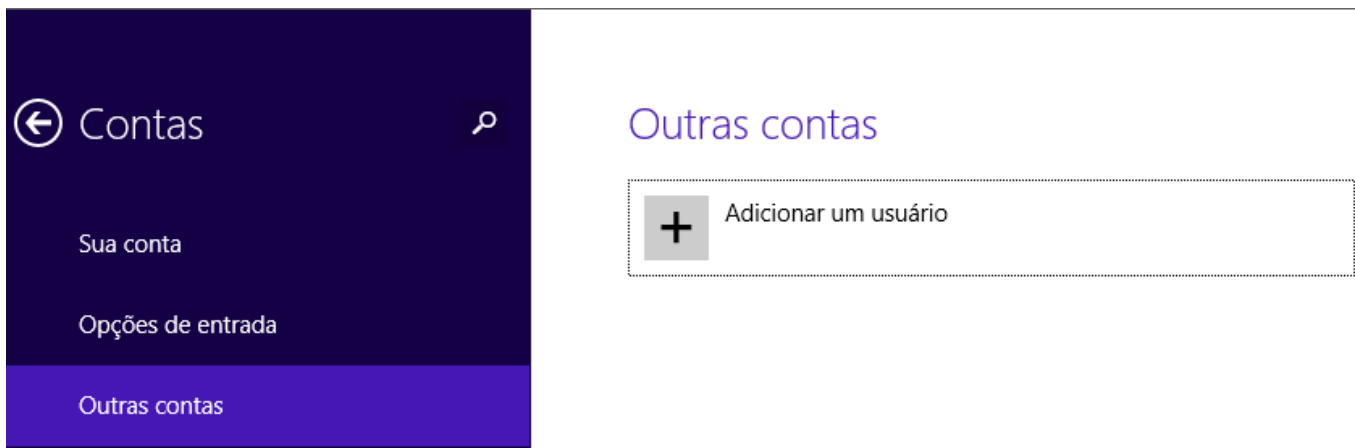 Contas
Sua conta
Opções de entrada
Outras contas
Outras contas
Adicionar um usuário